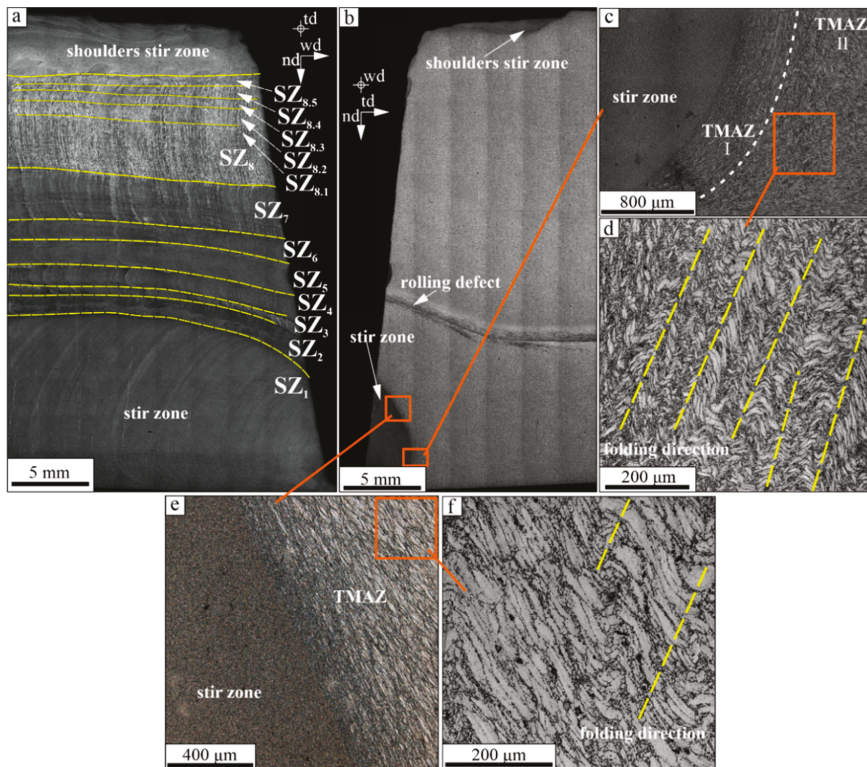 a
td
wd
nd
shoulders stir zone
SZ8.5
SZ8.4
SZ8.3
SZ8
SZ8.2
SZ8.1
SZ7
SZ6
SZ5
SZ4
SZ3
SZ2
SZ1
stir zone
5 mm
b
shoulders stir zone
wd
td
nd
rolling defect
stir zone
5 mm
c
TMAZ
II
stir zone
TMAZ
I
800 μm
d
folding direction
200 μm
e
TMAZ
stir zone
400 μm
f
folding direction
200 μm